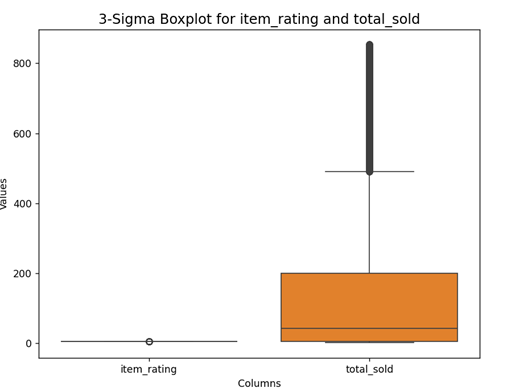 3-Sigma Boxplot for item_rating and total_sold
800
600
400
200
0
Values
item_rating
total_sold
Columns